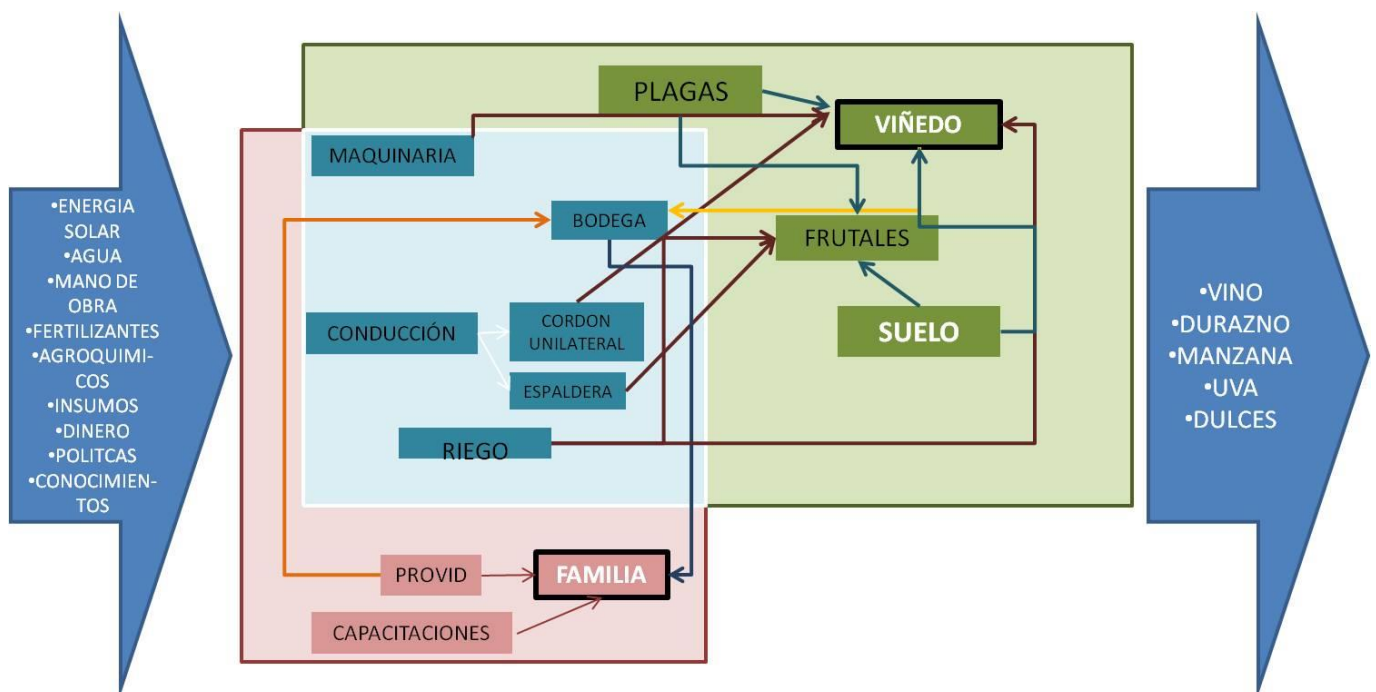 •ENERGIA
SOLAR
•AGUA
•MANO DE
OBRA
•FERTILIZANTES
•AGROQUIMI-
COS
•INSUMOS
•DINERO
•POLITCAS
•CONOCIMIEN-
TOS
PLAGAS
VIÑEDO
MAQUINARIA
BODEGA
FRUTALES
CONDUCCIÓN
CORDON
UNILATERAL
SUELO
ESPALDERA
RIEGO
PROVID
FAMILIA
CAPACITACIONES
•VINO
•DURAZNO
•MANZANA
•UVA
•DULCES